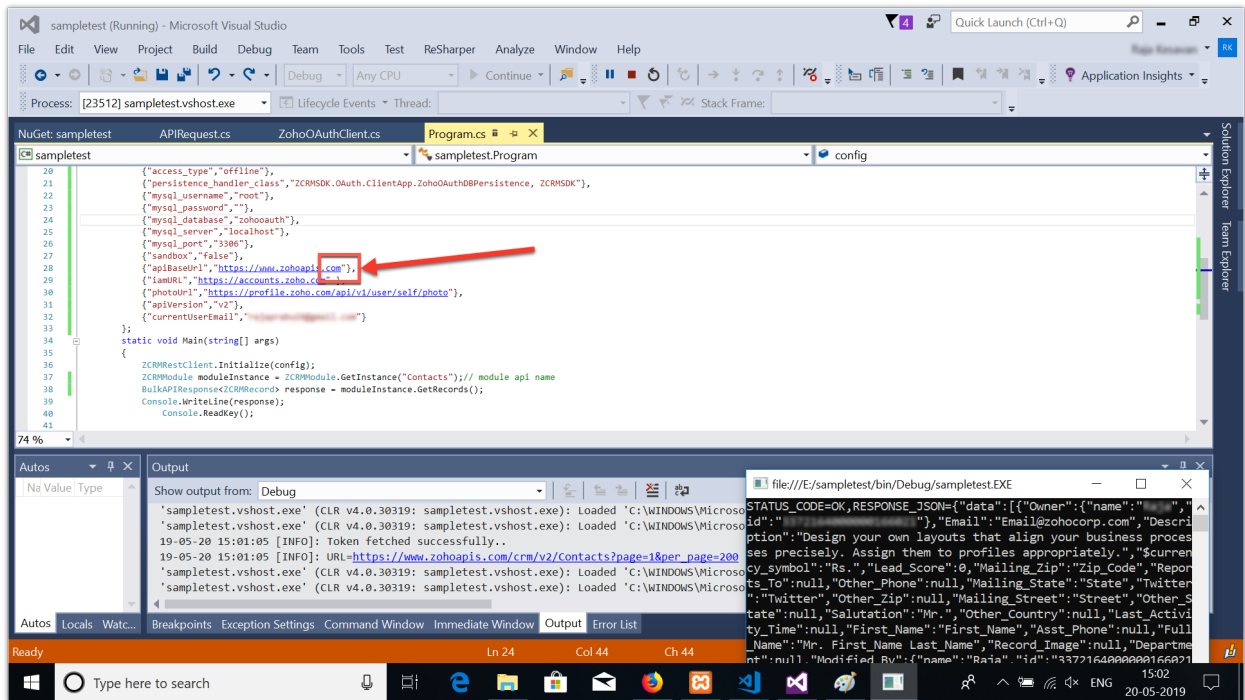 sampletest (Running) - Microsoft Visual Studio
4
Quick Launch (Ctrl+Q)
File Edit View Project Build Debug Team Tools Test ReSharper Analyze Window Help
RK
Debug Any CPU Continue Application Insights
Process: [23512] sampletest.vshost.exe Lifecycle Events Thread: Stack Frame:
NuGet: sampletest APIRequest.cs ZohoOAuthClient.cs Program.cs
C# sampletest sampletest.Program config
Solution Explorer
Team Explorer
20 {"access_type","offline"},
21 {"persistence_handler_class","ZCRMSDK.OAuth.ClientApp.ZohoOAuthDBPersistence, ZCRMSDK"},
22 {"mysql_username","root"},
23 {"mysql_password",""},
24 {"mysql_database","zohooauth"},
25 {"mysql_server","localhost"},
26 {"mysql_port","3306"},
27 {"sandbox","false"},
28 {"apiBaseUrl","https://www.zohoapis.com"},
29 {"iamURL","https://accounts.zoho.com" },
30 {"photoUrl","https://profile.zoho.com/api/v1/user/self/photo"},
31 {"apiVersion","v2"},
32 {"currentUserEmail","
"}
33 };
34 static void Main(string[] args)
35 {
36 ZCRMRestClient.Initialize(config);
37 ZCRMModule moduleInstance = ZCRMModule.GetInstance("Contacts");// module api name
38 BulkAPIResponse<ZCRMRecord> response = moduleInstance.GetRecords();
39 Console.WriteLine(response);
40 Console.ReadKey();
41
74 %
Autos
Na Value Type
Output
Show output from: Debug
'sampletest.vshost.exe' (CLR v4.0.30319: sampletest.vshost.exe): Loaded 'C:\WINDOWS\Microso
'sampletest.vshost.exe' (CLR v4.0.30319: sampletest.vshost.exe): Loaded 'C:\WINDOWS\Microso
19-05-20 15:01:05 [INFO]: Token fetched successfully..
19-05-20 15:01:05 [INFO]: URL=https://www.zohoapis.com/crm/v2/Contacts?page=1&per_page=200
'sampletest.vshost.exe' (CLR v4.0.30319: sampletest.vshost.exe): Loaded 'C:\WINDOWS\Microso
'sampletest.vshost.exe' (CLR v4.0.30319: sampletest.vshost.exe): Loaded 'C:\WINDOWS\Microso
file:///E:/sampletest/bin/Debug/sampletest.EXE
STATUS_CODE=OK,RESPONSE_JSON={"data":[{"Owner":{"name":"
","
id":"
"},"Email":"Email@zohocorp.com","Descri
ption":"Design your own layouts that align your business proces
ses precisely. Assign them to profiles appropriately.","$curren
cy_symbol":"Rs.","Lead_Score":0,"Mailing_Zip":"Zip_Code","Repor
ts_To":null,"Other_Phone":null,"Mailing_State":"State","Twitter
":"Twitter","Other_Zip":null,"Mailing_Street":"Street","Other_S
tate":null,"Salutation":"Mr.","Other_Country":null,"Last_Activi
ty_Time":null,"First_Name":"First_Name","Asst_Phone":null,"Full
_Name":"Mr. First_Name Last_Name","Record_Image":null,"Departme
nt":null,"Modified_By":{"name":"Raja","id":"3372164000000166021
Autos Locals Watc... Breakpoints Exception Settings Command Window Immediate Window Output Error List
Ready Ln 24 Col 44 Ch 44
Type here to search
ENG
15:02
20-05-2019